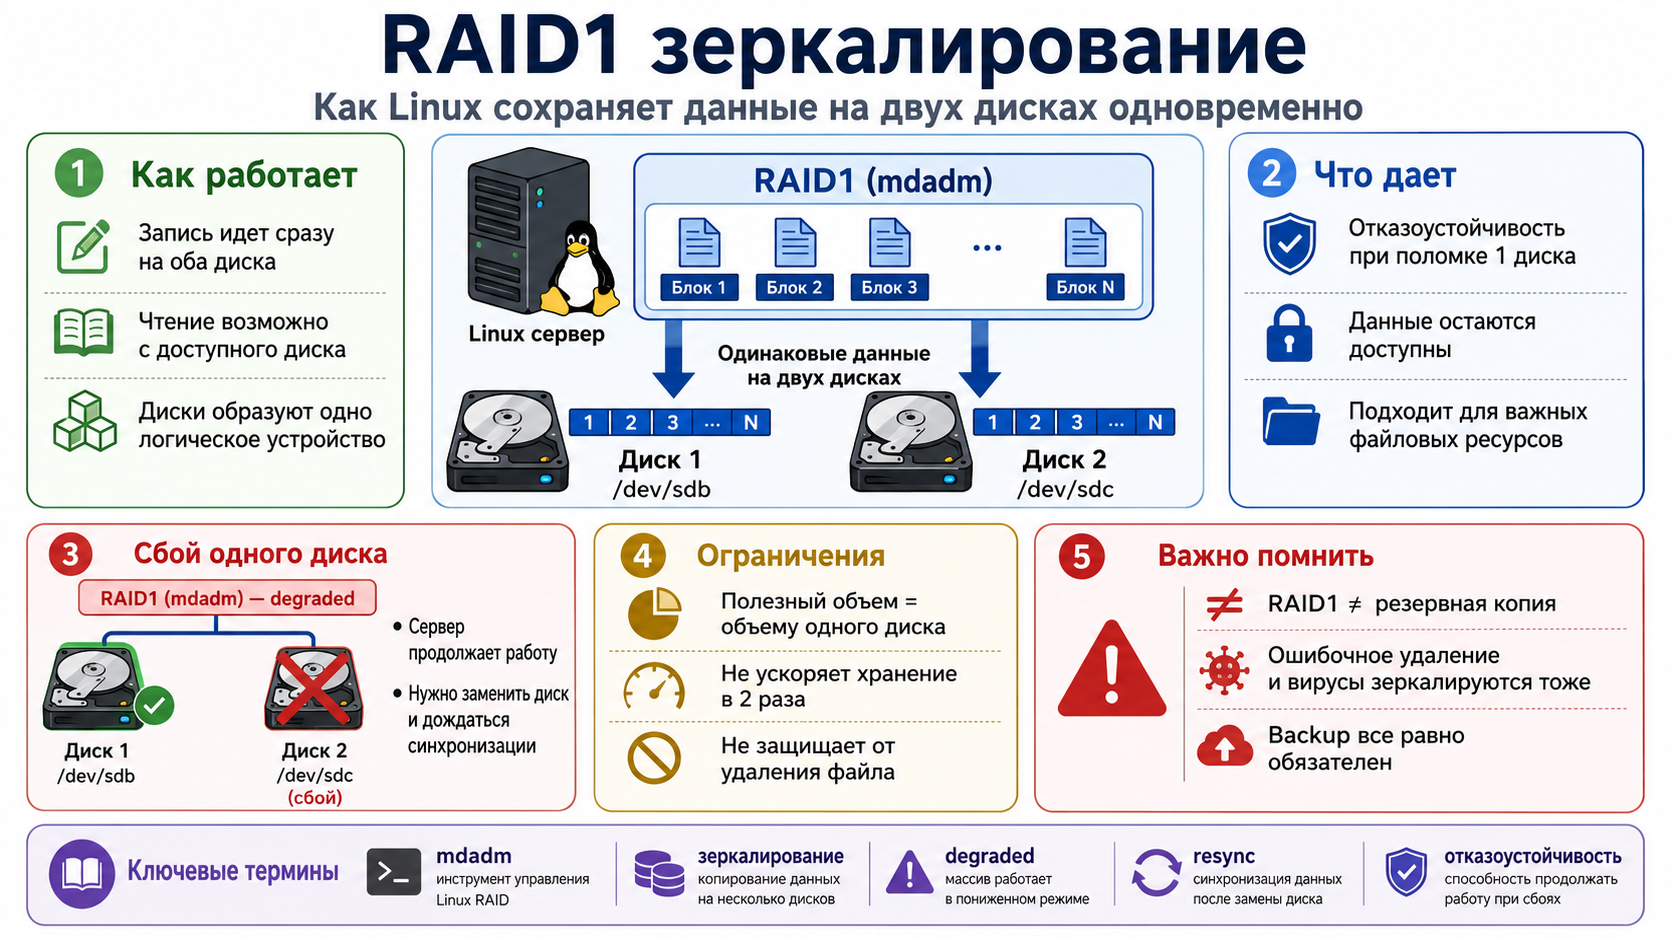 RAID1 зеркалирование
Как Linux сохраняет данные на двух дисках одновременно
1 Как работает
Запись идет сразу
на оба диска
Чтение возможно
с доступного диска
Диски образуют одно
логическое устройство
Linux сервер
RAID1 (mdadm)
Блок 1
Блок 2
Блок 3
...
Блок N
Одинаковые данные
на двух дисках
1 2 3 ... N
Диск 1
/dev/sdb
1 2 3 ... N
Диск 2
/dev/sdc
2 Что дает
Отказоустойчивость
при поломке 1 диска
Данные остаются
доступны
Подходит для важных
файловых ресурсов
3 Сбой одного диска
RAID1 (mdadm) — degraded
Диск 1
/dev/sdb
Диск 2
/dev/sdc
(сбой)
• Сервер
продолжает работу
• Нужно заменить диск
и дождаться
синхронизации
4 Ограничения
Полезный объем =
объему одного диска
Не ускоряет хранение
в 2 раза
Не защищает от
удаления файла
5 Важно помнить
RAID1 ≠ резервная копия
Ошибочное удаление
и вирусы зеркалируются тоже
Backup все равно
обязателен
Ключевые термины
>_
mdadm
инструмент управления
Linux RAID
зеркалирование
копирование данных
на несколько дисков
degraded
массив работает
в пониженном режиме
resync
синхронизация данных
после замены диска
отказоустойчивость
способность продолжать
работу при сбоях